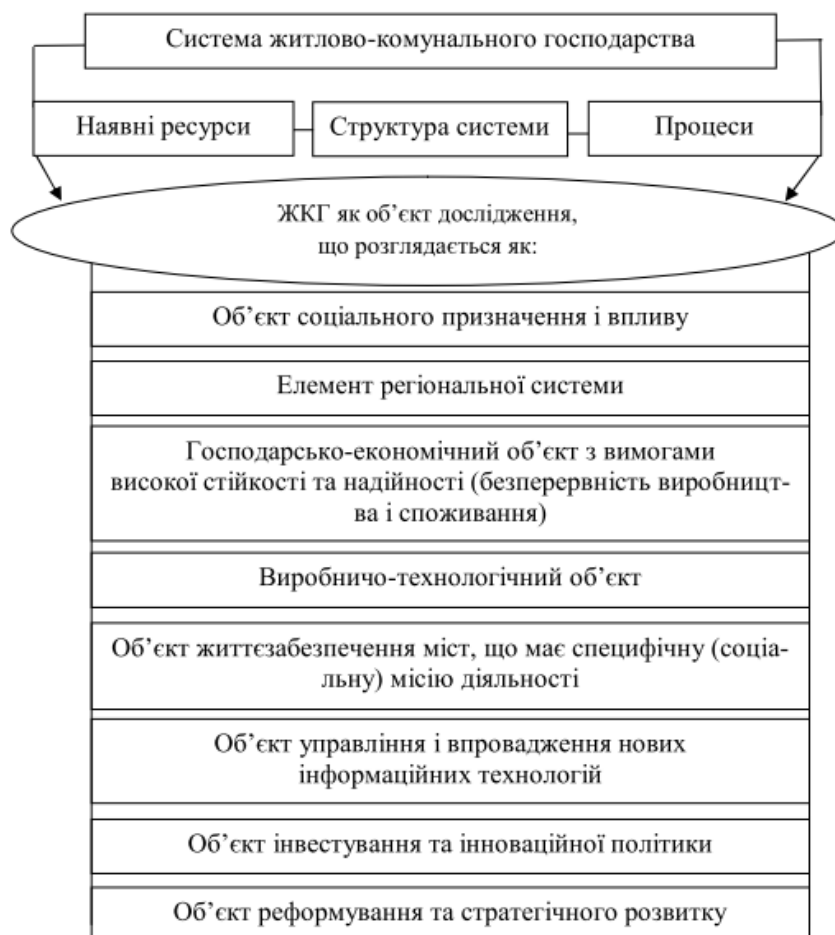 Система житлово-комунального господарства
Наявні ресурси
Структура системи
Процеси
ЖКГ як об’єкт дослідження,
що розглядається як:
Об’єкт соціального призначення і впливу
Елемент регіональної системи
Господарсько-економічний об’єкт з вимогами
високої стійкості та надійності (безперервність виробницт-
ва і споживання)
Виробничо-технологічний об’єкт
Об’єкт життєзабезпечення міст, що має специфічну (соціа-
льну) місію діяльності
Об’єкт управління і впровадження нових
інформаційних технологій
Об’єкт інвестування та інноваційної політики
Об’єкт реформування та стратегічного розвитку